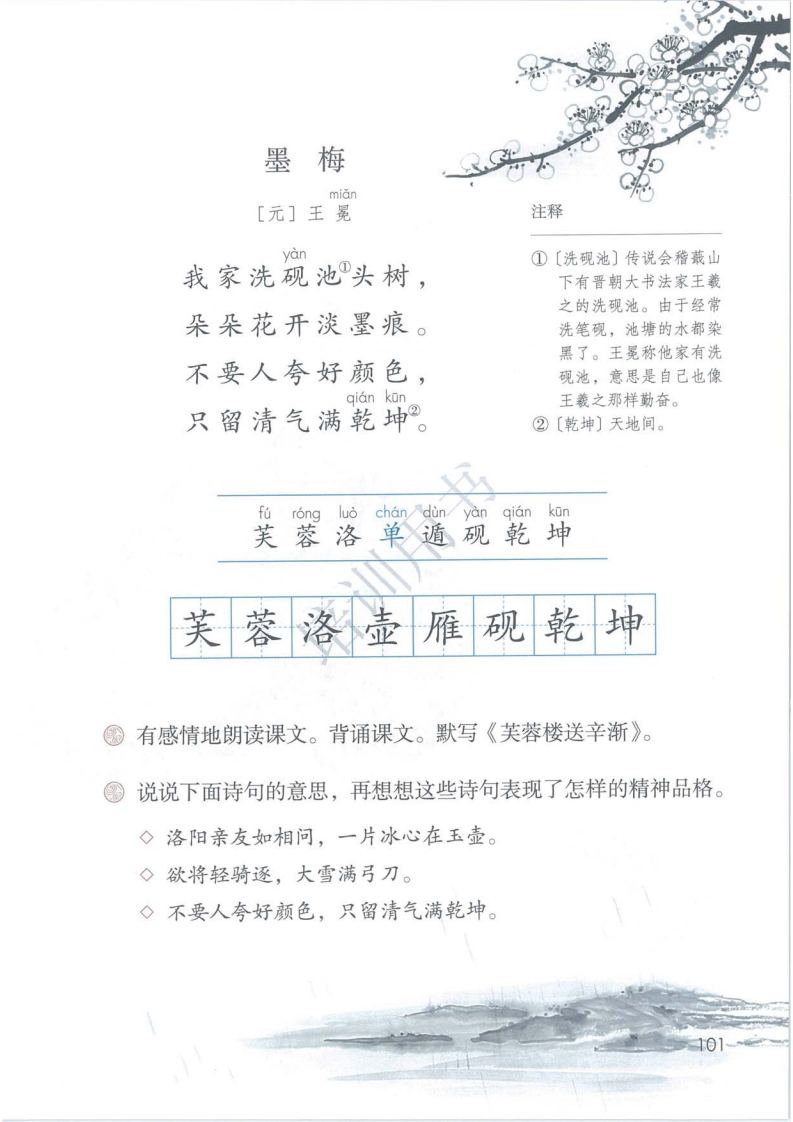 墨梅
miǎn
［元］王冕
yàn
我家洗砚池①头树，
朵朵花开淡墨痕。
不要人夸好颜色，
qián kūn
只留清气满乾坤②。
注释
①〔洗砚池〕传说会稽蕺山
下有晋朝大书法家王羲
之的洗砚池。由于经常
洗笔砚，池塘的水都染
黑了。王冕称他家有洗
砚池，意思是自己也像
王羲之那样勤奋。
②〔乾坤〕天地间。
fú róng luò chán dùn yàn qián kūn
芙蓉洛单遁砚乾坤
芙蓉洛壶雁砚乾坤
培训用书
有感情地朗读课文。背诵课文。默写《芙蓉楼送辛渐》。
说说下面诗句的意思，再想想这些诗句表现了怎样的精神品格。
◇ 洛阳亲友如相问，一片冰心在玉壶。
◇ 欲将轻骑逐，大雪满弓刀。
◇ 不要人夸好颜色，只留清气满乾坤。
101